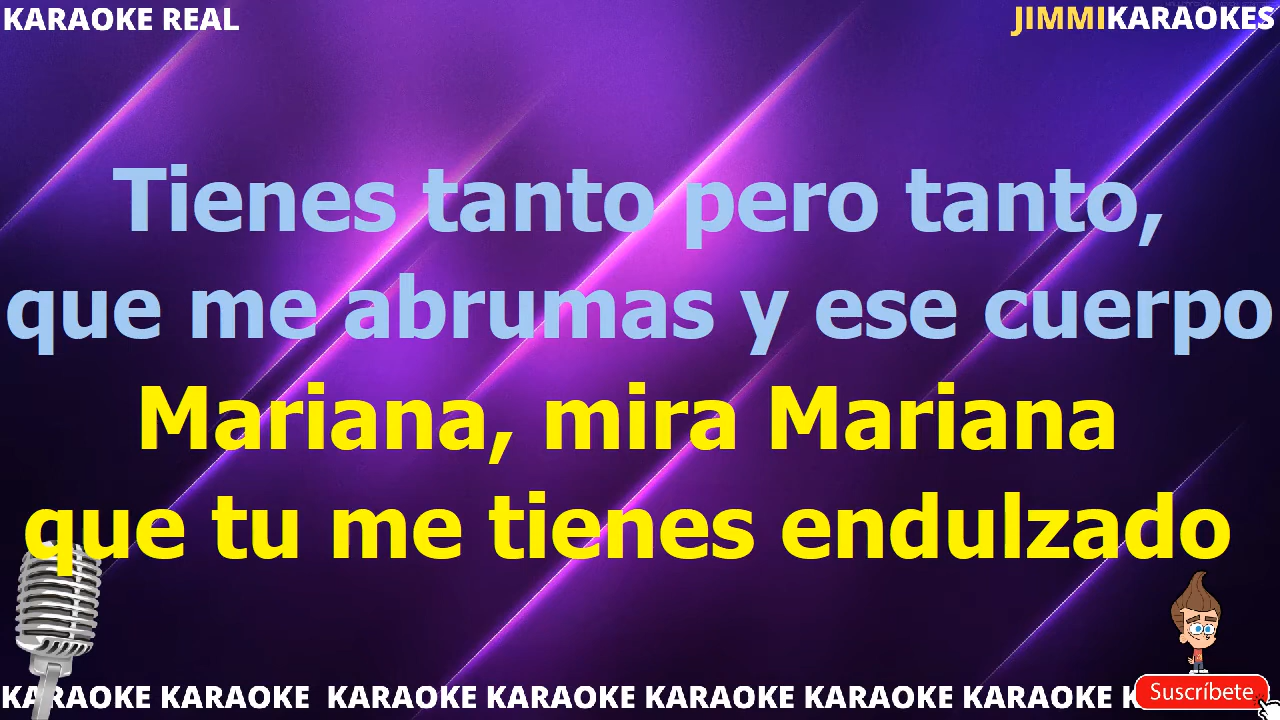 KARAOKE REAL
JIMMIKARAOKES
Tienes tanto pero tanto,
que me abrumas y ese cuerpo
Mariana, mira Mariana
que tu me tienes endulzado
KARAOKE KARAOKE KARAOKE KARAOKE KARAOKE KARAOKE KARAOKE K
Suscríbete